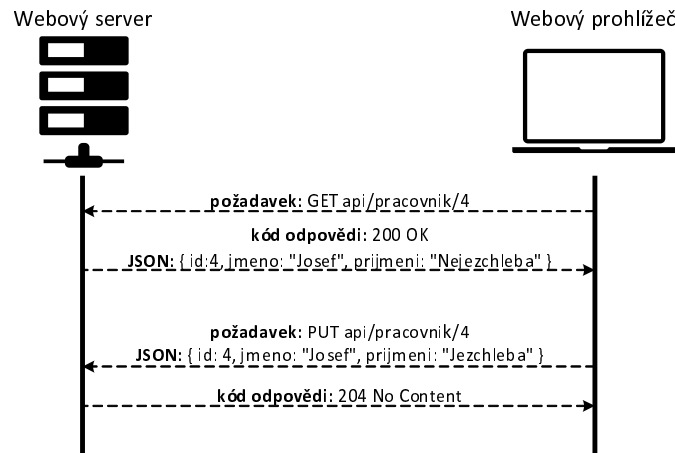 Webový server
Webový prohlížeč
požadavek: GET api/pracovnik/4
kód odpovědi: 200 OK
JSON: { id:4, jmeno: "Josef", prijmeni: "Nejezchleba" }
požadavek: PUT api/pracovnik/4
JSON: { id: 4, jmeno: "Josef", prijmeni: "Jezchleba" }
kód odpovědi: 204 No Content